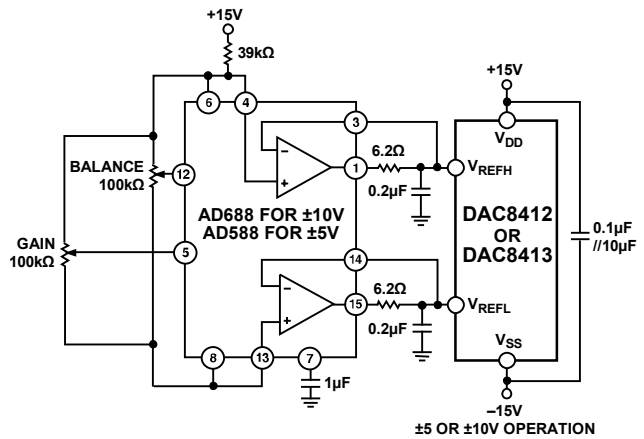 +15V
39kΩ
+15V
6
4
3
VDD
BALANCE
100kΩ
12
–
+
1
6.2Ω
VREFH
0.2µF
AD688 FOR ±10V
AD588 FOR ±5V
DAC8412
OR
DAC8413
0.1µF
//10µF
GAIN
100kΩ
5
14
–
+
15
6.2Ω
VREFL
0.2µF
VSS
8
13
7
1µF
–15V
±5 OR ±10V OPERATION